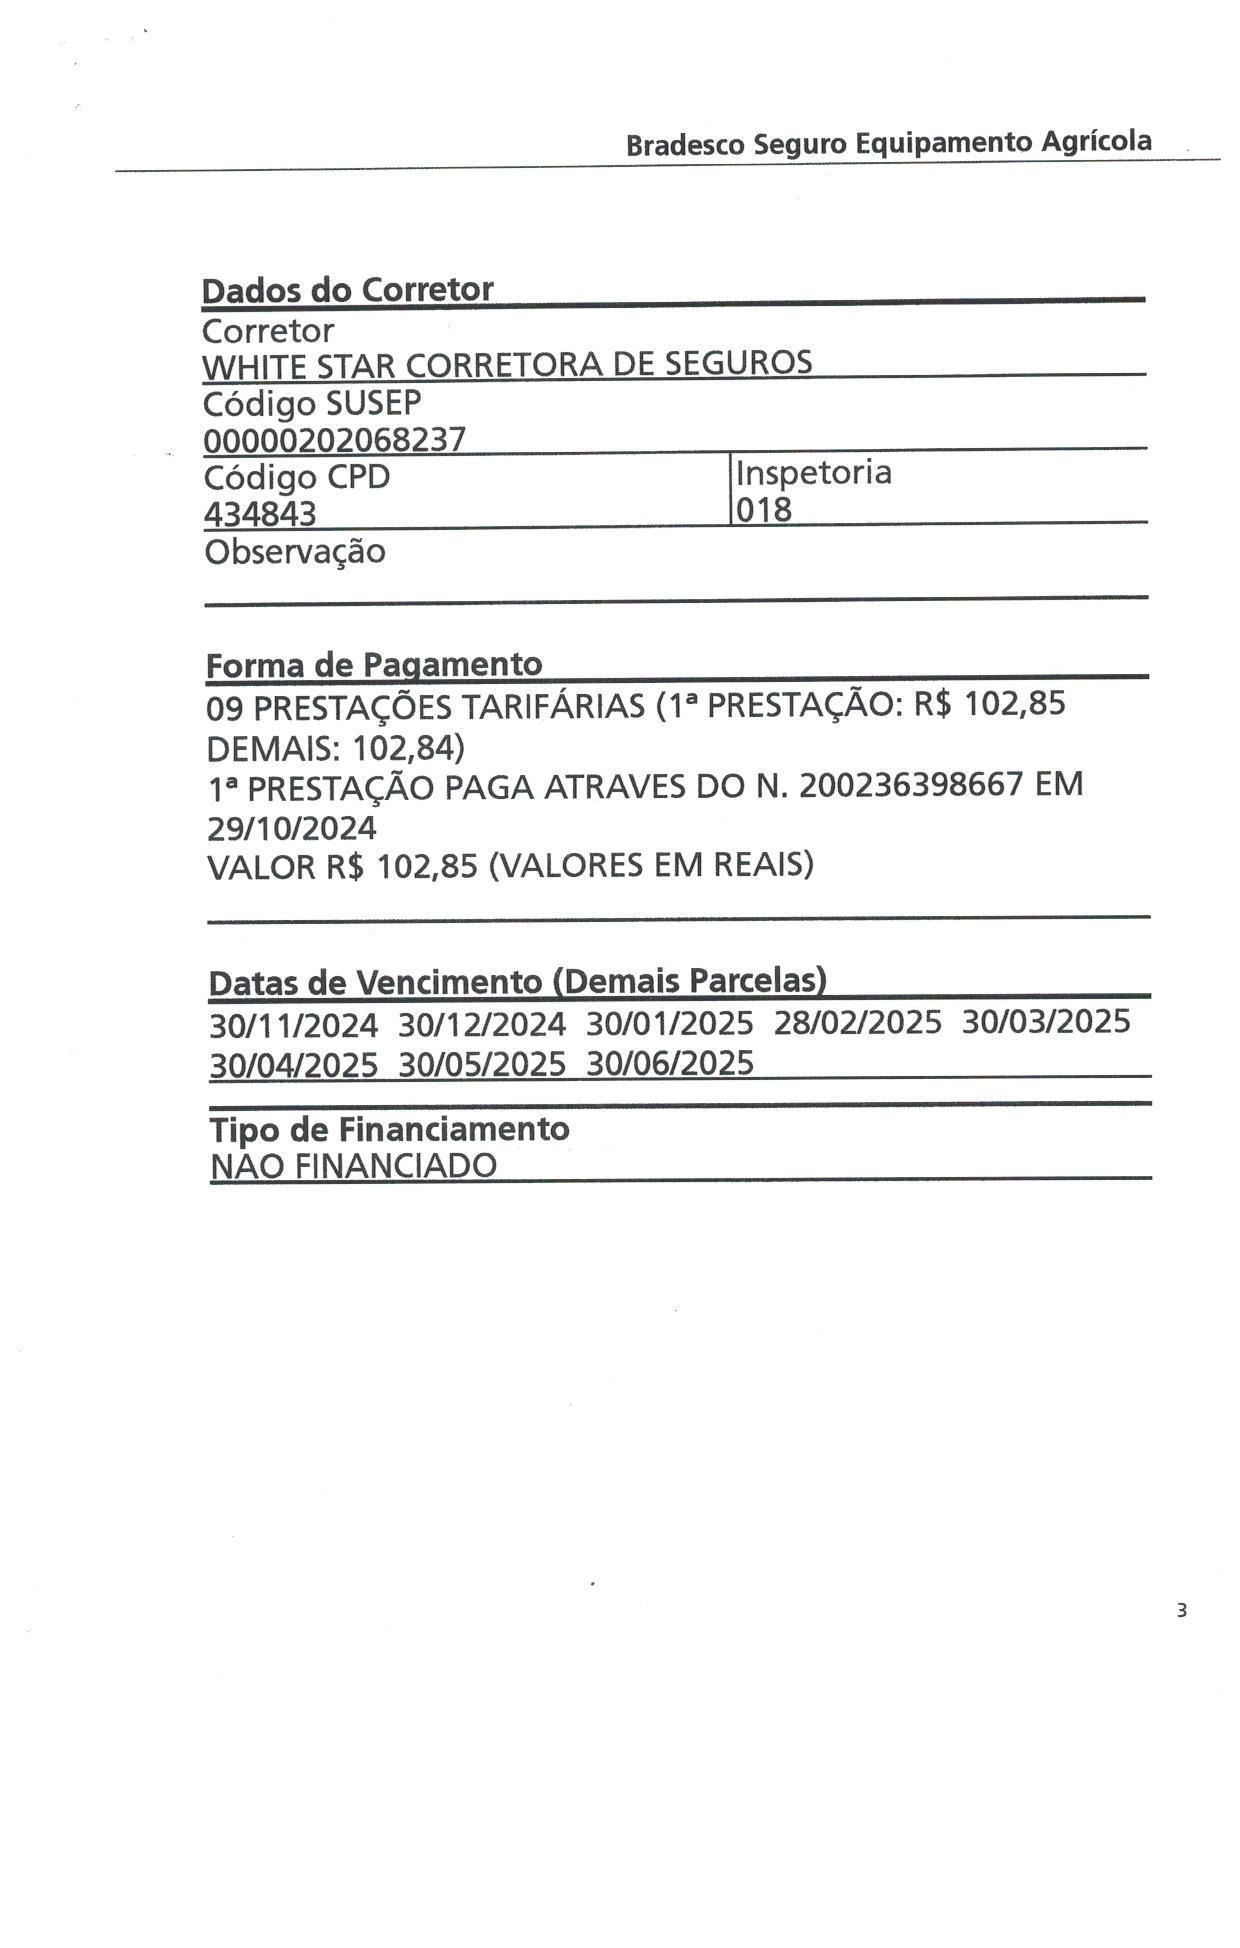 Bradesco Seguro Equipamento Agrícola
Dados do Corretor
Corretor
WHITE STAR CORRETORA DE SEGUROS
Código SUSEP
00000202068237
Código CPD
Inspetoria
434843
018
Observação
Forma de Pagamento
09 PRESTAÇÕES TARIFÁRIAS (1ª PRESTAÇÃO: R$ 102,85
DEMAIS: 102,84)
1ª PRESTAÇÃO PAGA ATRAVES DO N. 200236398667 EM
29/10/2024
VALOR R$ 102,85 (VALORES EM REAIS)
Datas de Vencimento (Demais Parcelas)
30/11/2024 30/12/2024 30/01/2025 28/02/2025 30/03/2025
30/04/2025 30/05/2025 30/06/2025
Tipo de Financiamento
NAO FINANCIADO
3